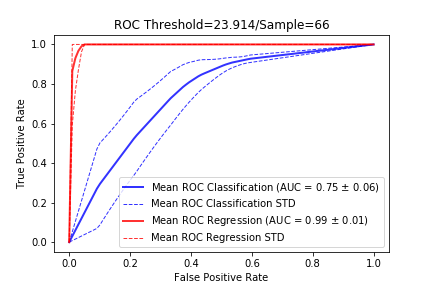 ROC Threshold=23.914/Sample=66
True Positive Rate
1.0
0.8
0.6
0.4
0.2
0.0
Mean ROC Classification (AUC = 0.75 ± 0.06)
Mean ROC Classification STD
Mean ROC Regression (AUC = 0.99 ± 0.01)
Mean ROC Regression STD
0.0 0.2 0.4 0.6 0.8 1.0
False Positive Rate